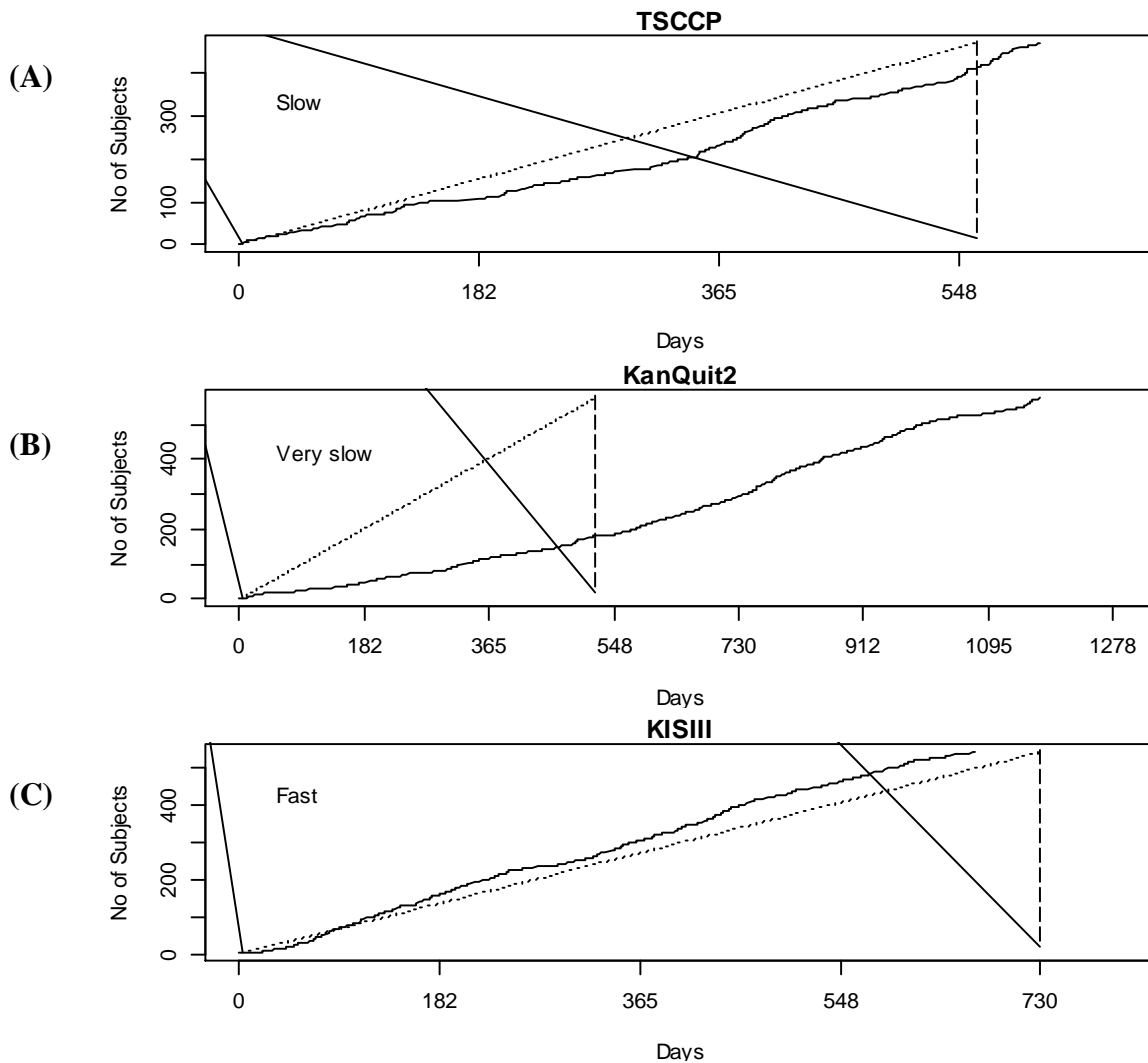 TSCCP
(A)
No of Subjects
300
100
0
Slow
0 182 365 548
Days
KanQuit2
(B)
No of Subjects
400
200
0
Very slow
0 182 365 548 730 912 1095 1278
Days
KISIII
(C)
No of Subjects
400
200
0
Fast
0 182 365 548 730
Days